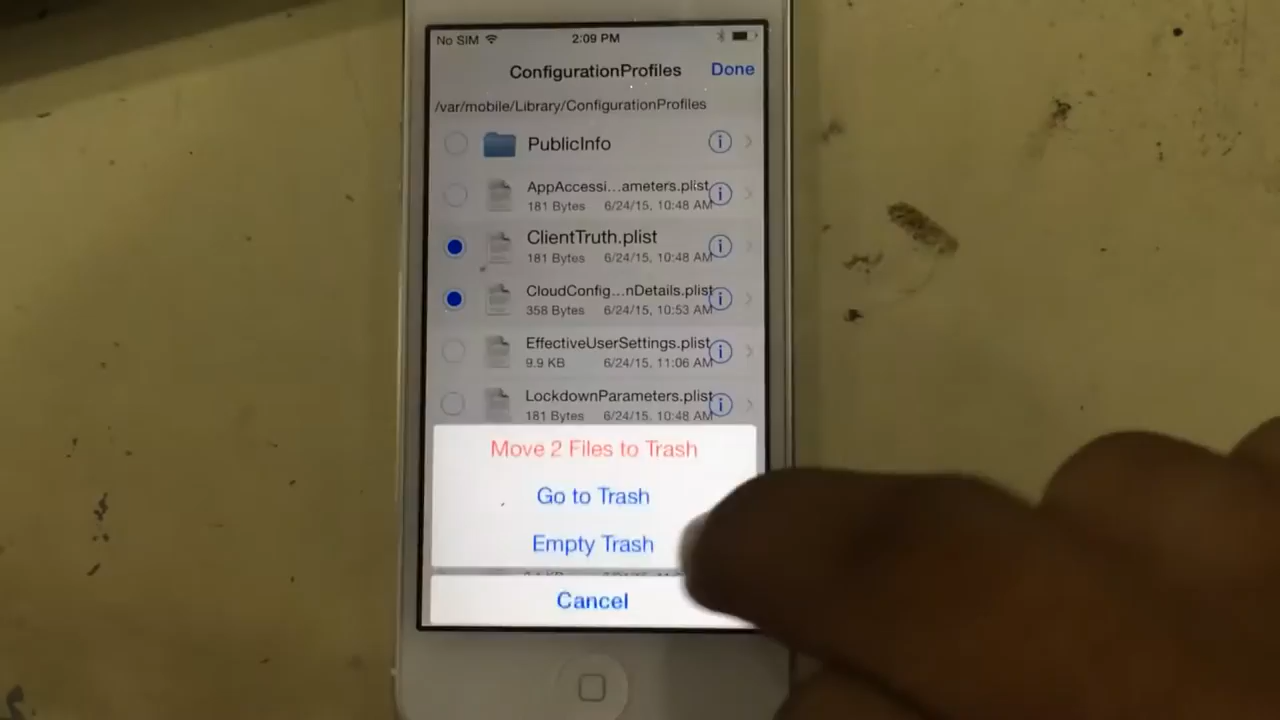 No SIM 2:09 PM
ConfigurationProfiles Done
/var/mobile/Library/ConfigurationProfiles
PublicInfo
AppAccessi...ameters.plist
181 Bytes 6/24/15, 10:48 AM
ClientTruth.plist
181 Bytes 6/24/15, 10:48 AM
CloudConfig...nDetails.plist
358 Bytes 6/24/15, 10:53 AM
EffectiveUserSettings.plist
9.9 KB 6/24/15, 11:06 AM
LockdownParameters.plist
181 Bytes 6/24/15, 10:48 AM
Move 2 Files to Trash
Go to Trash
Empty Trash
Cancel